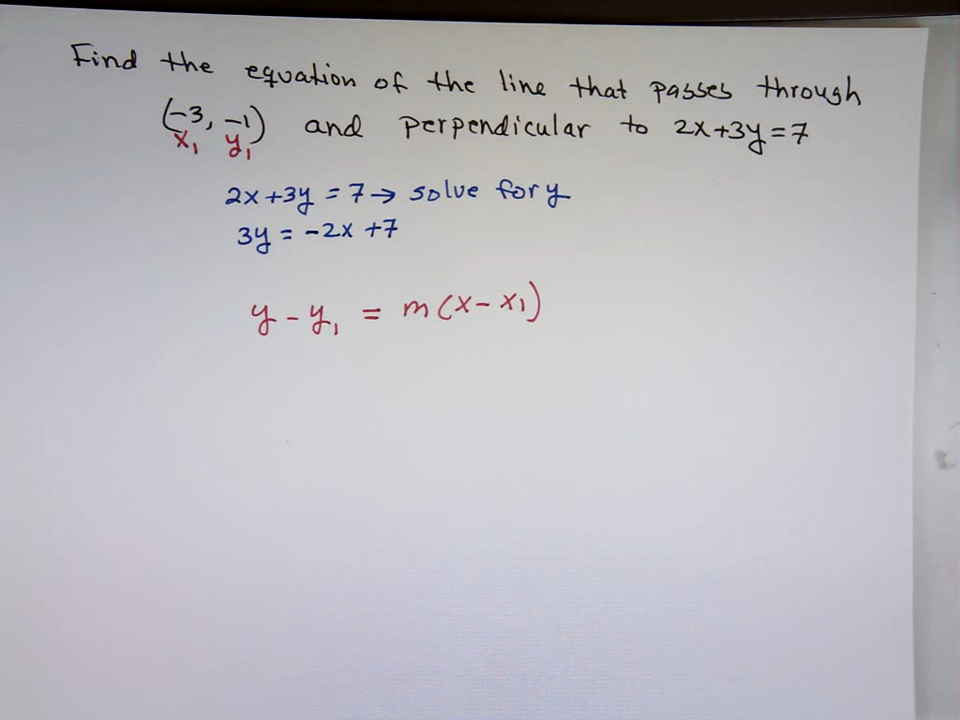 Find the equation of the line that passes through
(-3, -1) and perpendicular to 2x+3y=7
x₁ y₁
2x+3y = 7 → solve for y
3y = -2x +7
y - y₁ = m(x - x₁)